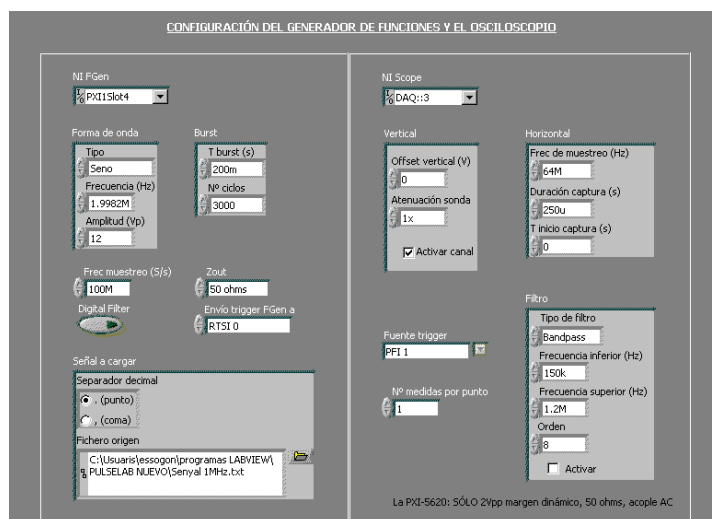 CONFIGURACIÓN DEL GENERADOR DE FUNCIONES Y EL OSCILOSCOPIO
NI FGen
PXI1Slot4
Forma de onda
Tipo
Seno
Frecuencia (Hz)
1.9982M
Amplitud (Vp)
12
Burst
T burst (s)
200m
Nº ciclos
3000
Frec muestreo (S/s)
100M
Zout
50 ohms
Digital Filter
Envío trigger FGen a
RTSI 0
Señal a cargar
Separador decimal
. (punto)
, (coma)
Fichero origen
C:\Usuaris\essogon\programas LABVIEW\
PULSELAB NUEVO\Senyal 1MHz.txt
NI Scope
DAQ::3
Vertical
Offset vertical (V)
0
Atenuación sonda
1x
Activar canal
Horizontal
Frec de muestreo (Hz)
64M
Duración captura (s)
250u
T inicio captura (s)
0
Fuente trigger
PFI 1
Nº medidas por punto
1
Filtro
Tipo de filtro
Bandpass
Frecuencia inferior (Hz)
150k
Frecuencia superior (Hz)
1.2M
Orden
8
Activar
La PXI-5620: SÓLO 2Vpp margen dinámico, 50 ohms, acople AC